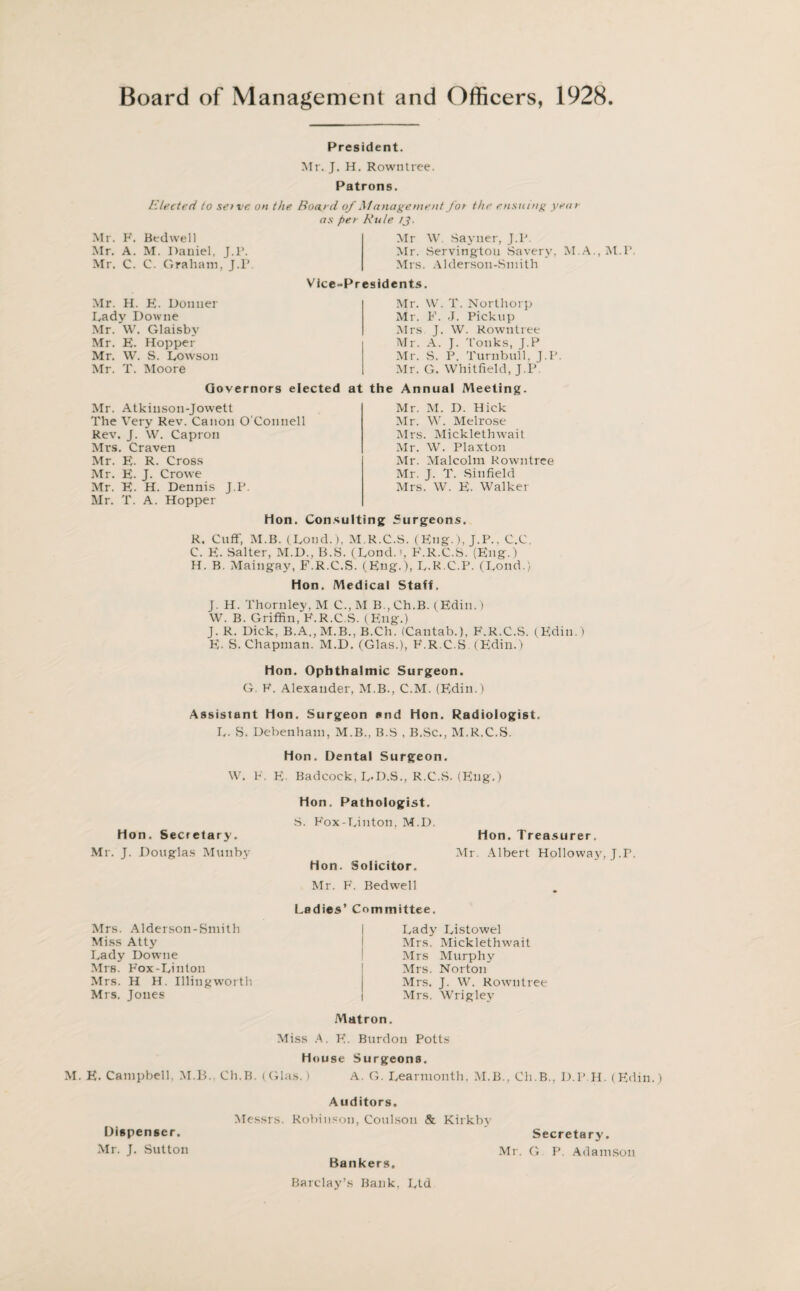 Board of Management and Officers, 1928.
President.
Mr. J. H. Rowntree.
Patrons.
Elected to serve on the Board of Management for the ensuing year
as per Rule 13.
Mr. F. Bedwell
Mr. A. M. Daniel, J.P.
Mr. C. C. Graham, J.P.
Mr W. Sayner, J.P.
Mr. Servington Savery, M.A., M.P.
Mrs. Alderson-Smith
Vice-Presidents.
Mr. H. E. Donner
Lady Downe
Mr. W. Glaisby
Mr. E. Hopper
Mr. W. S. Lowson
Mr. T. Moore
Mr. W. T. Northorp
Mr. F. J. Pickup
Mrs J. W. Rowntree
Mr. A. J. Tonks, J.P
Mr. S. P. Turnbull, J.P.
Mr. G. Whitfield, J.P.
Governors elected at the Annual Meeting.
Mr. Atkinson-Jowett
The Very Rev. Canon O'Connell
Rev. J. W. Capron
Mrs. Craven
Mr. E. R. Cross
Mr. E. J. Crowe
Mr. E. H. Dennis J.P.
Mr. T. A. Hopper
Mr. M. D. Hick
Mr. W. Melrose
Mrs. Micklethwait
Mr. W. Plaxton
Mr. Malcolm Rowntree
Mr. J. T. Sinfield
Mrs. W. E. Walker
Hon. Consulting Surgeons.
R. Cuff, M.B. (Lond.), M.R.C.S. (Eng.), J.P., C.C.
C. E. Salter, M.D., B.S. (Lond.), F.R.C.S. (Eng.)
H. B. Maingay, F.R.C.S. (Eng.), L.R.C.P. (Lond.)
Hon. Medical Staff.
J. H. Thornley, M C., M B., Ch.B. (Edin.)
W. B. Griffin, F.R.C.S. (Eng.)
J. R. Dick, B.A., M.B., B.Ch. (Cantab.), F.R.C.S. (Edin.)
E. S. Chapman. M.D. (Glas.), F.R.C.S (Edin.)
Hon. Ophthalmic Surgeon.
G. F. Alexander, M.B., C.M. (Edin.)
Assistant Hon. Surgeon and Hon. Radiologist.
L. S. Debenham, M.B., B.S , B.Sc., M.R.C.S.
Hon. Dental Surgeon.
W. F. E. Badcock, L.D.S., R.C.S. (Eng.)
Hon. Pathologist.
S. Fox-Linton, M.D.
Hon. Secretary.
Mr. J. Douglas Munby
Hon. Treasurer.
Mr. Albert Holloway, J.P.
Hon. Solicitor.
Mr. F. Bedwell
Ladies' Committee.
Mrs. Alderson-Smith
Miss Atty
Lady Downe
Mrs. Fox-Linton
Mrs. H H. Illingworth
Mrs. Jones
Lady Listowel
Mrs. Micklethwait
Mrs Murphy
Mrs. Norton
Mrs. J. W. Rowntree
Mrs. Wrigley
Matron.
Miss A. E. Burdon Potts
House Surgeons.
M. E. Campbell, M.B., Ch.B. (Glas.) A. G. Learmonth, M.B., Ch.B., D.P.H. (Edin.)
Auditors.
Messrs. Robinson, Coulson & Kirkby
Dispenser.
Mr. J. Sutton
Secretary.
Mr. G P. Adamson
Bankers.
Barclay's Bank, Ltd